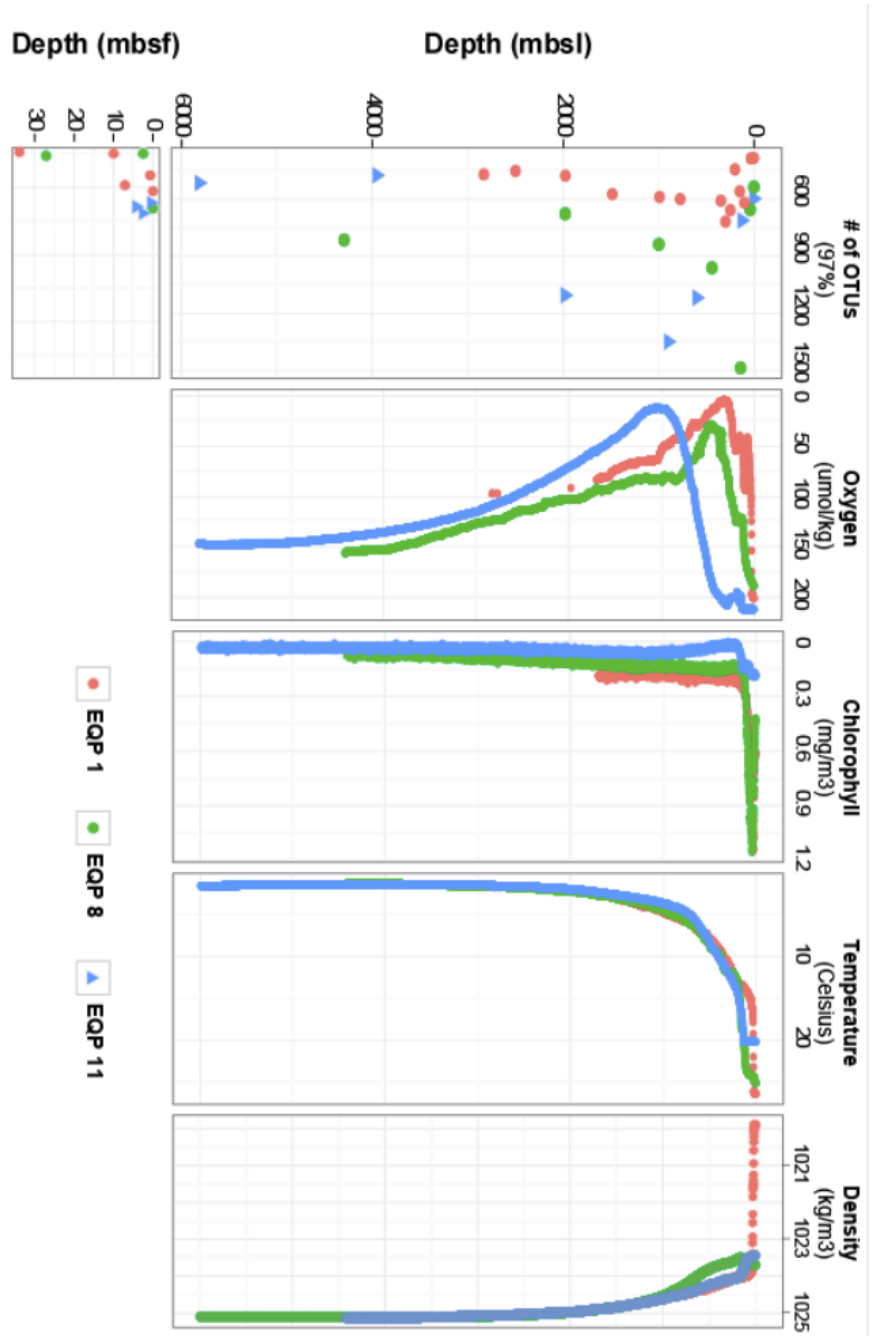 # of OTUs
(97%)
Oxygen
(umol/kg)
Chlorophyll
(mg/m3)
Temperature
(Celsius)
Density
(kg/m3)
600
900
1200
1500
0
50
100
150
200
0
0.3
0.6
0.9
1.2
10
20
1021
1023
1025
Depth (mbsl)
0
2000
4000
6000
Depth (mbsf)
0
10
20
30
EQP 1
EQP 8
EQP 11